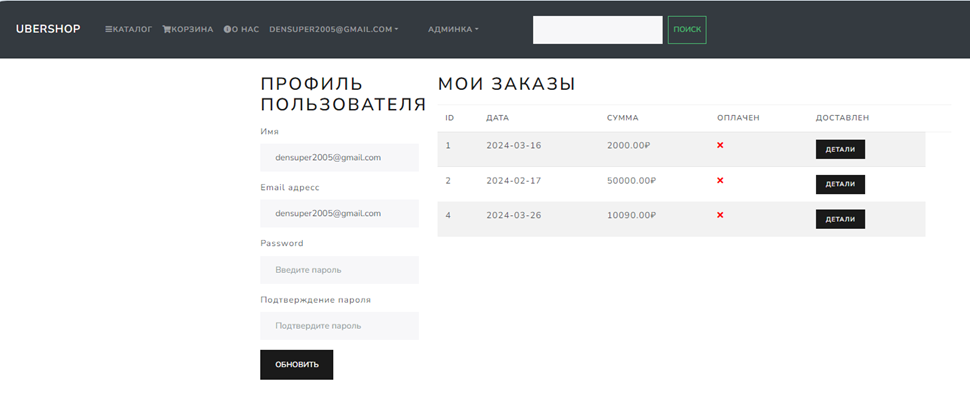 UBERSHOP КАТАЛОГ КОРЗИНА О НАС DENSUPER2005@GMAIL.COM АДМИНКА ПОИСК
ПРОФИЛЬ
ПОЛЬЗОВАТЕЛЯ
Имя
densuper2005@gmail.com
Email адресс
densuper2005@gmail.com
Password
Введите пароль
Подтверждение пароля
Подтвердите пароль
ОБНОВИТЬ
МОИ ЗАКАЗЫ
ID ДАТА СУММА ОПЛАЧЕН ДОСТАВЛЕН
1 2024-03-16 2000.00₽ ДЕТАЛИ
2 2024-02-17 50000.00₽ ДЕТАЛИ
4 2024-03-26 10090.00₽ ДЕТАЛИ